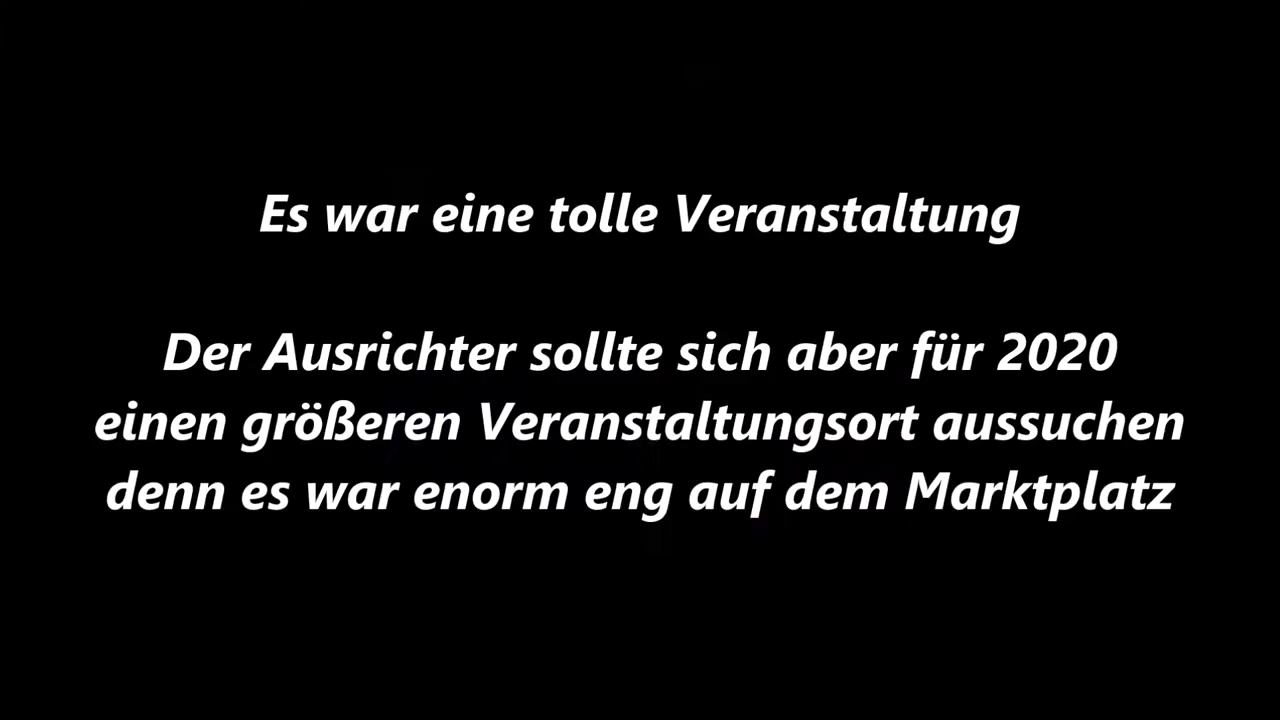 Es war eine tolle Veranstaltung
Der Ausrichter sollte sich aber für 2020
einen größeren Veranstaltungsort aussuchen
denn es war enorm eng auf dem Marktplatz